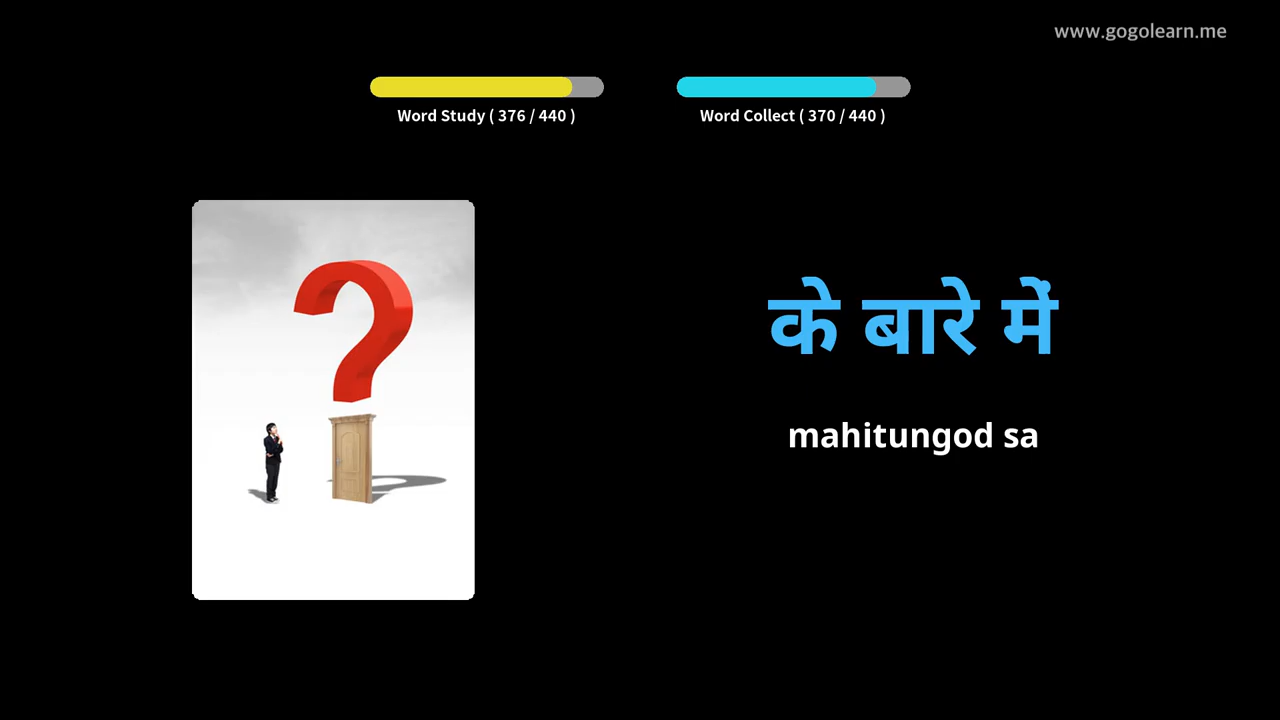 www.gogolearn.me
Word Study ( 376 / 440 )
Word Collect ( 370 / 440 )
के बारे में
mahitungod sa